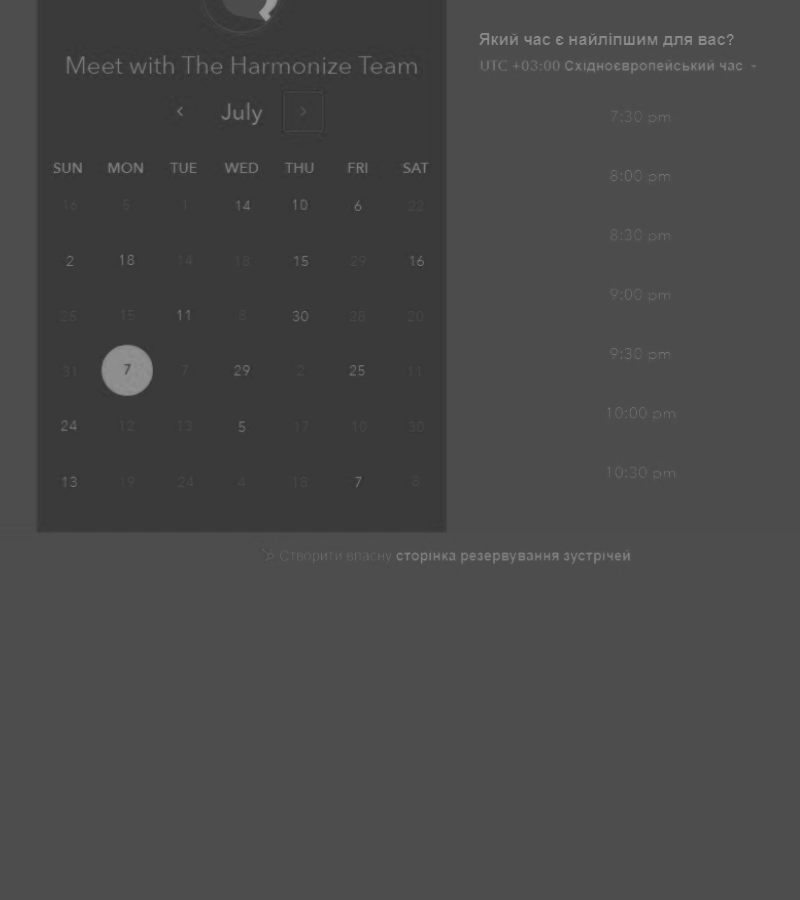 Meet with The Harmonize Team
July
SUN MON TUE WED THU FRI SAT
16 5 1 14 10 6 22
2 18 14 18 15 29 16
25 15 11 8 30 28 20
31 7 7 29 2 25 11
24 12 13 5 17 10 30
13 19 24 4 18 7 8
Який час є найліпшим для вас?
UTC +03:00 Східноєвропейський час
7:30 pm
8:00 pm
8:30 pm
9:00 pm
9:30 pm
10:00 pm
10:30 pm
Створити власну сторінка резервування зустрічей